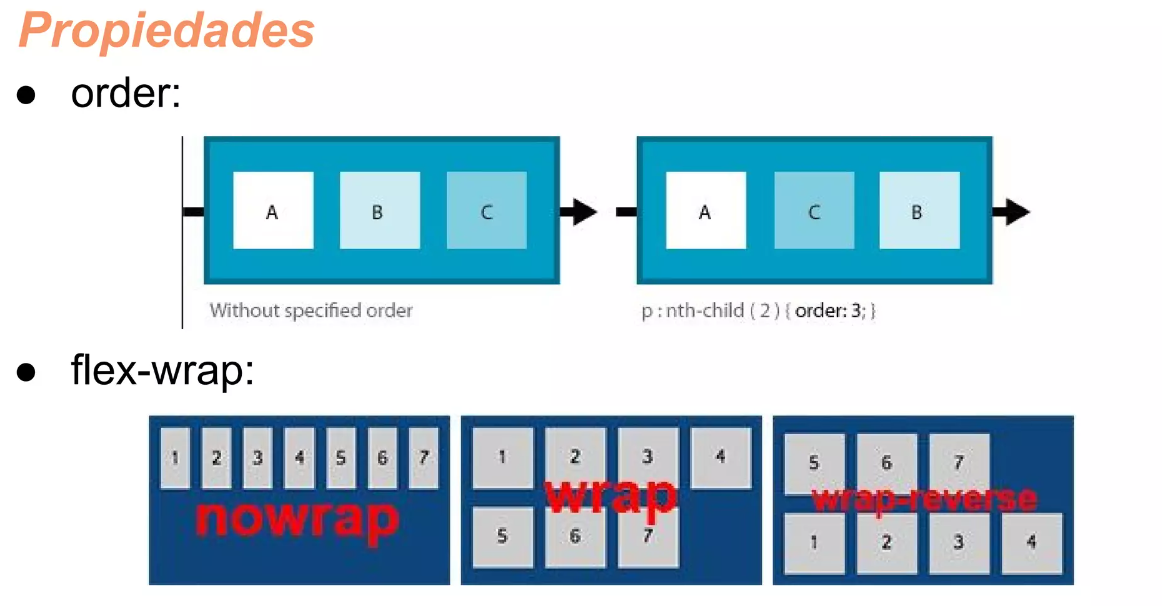 Propiedades
● order:
A B C
A C B
Without specified order
p : nth-child ( 2 ) { order: 3; }
● flex-wrap:
1 2 3 4 5 6 7
nowrap
1 2 3 4
wrap
5 6 7
5 6 7
wrap-reverse
1 2 3 4